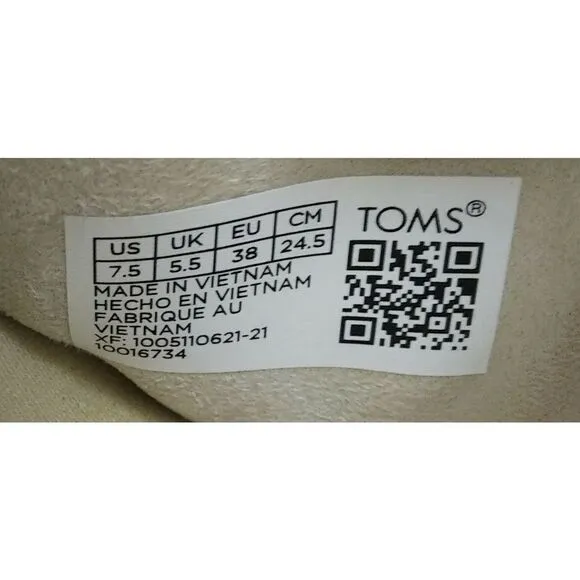 TOMS®
US UK EU CM
7.5 5.5 38 24.5
MADE IN VIETNAM
HECHO EN VIETNAM
FABRIQUE AU
VIETNAM
XF: 1005110621-21
10016734